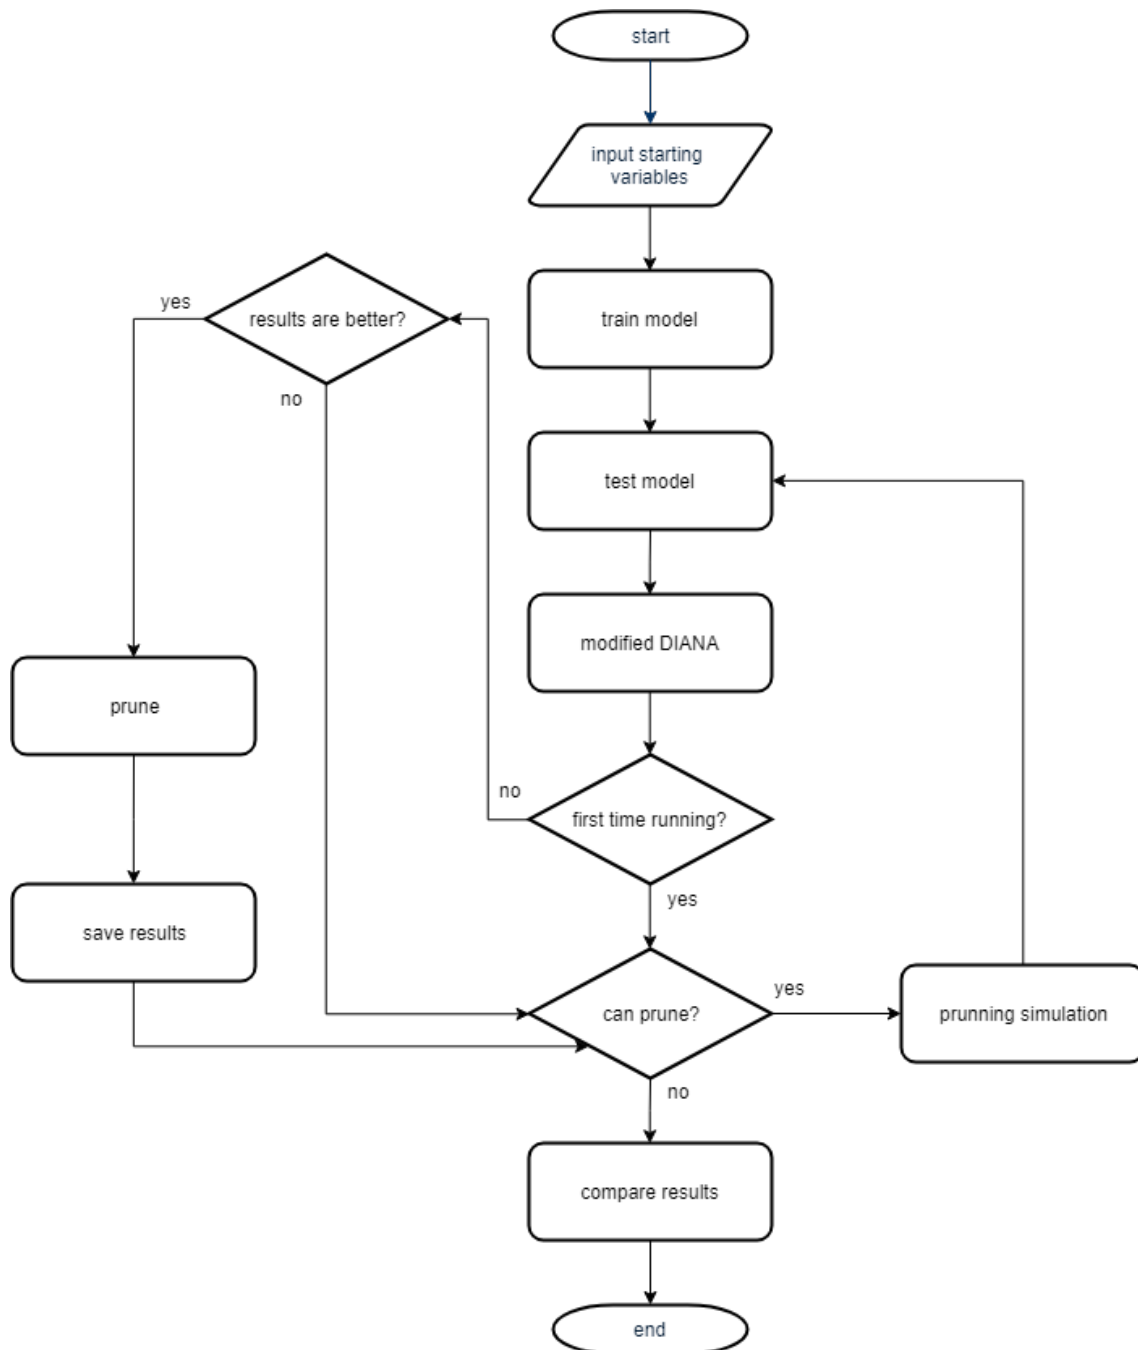 start
input starting
variables
train model
yes
results are better?
no
test model
modified DIANA
prune
no
first time running?
yes
save results
can prune?
yes
prunning simulation
no
compare results
end